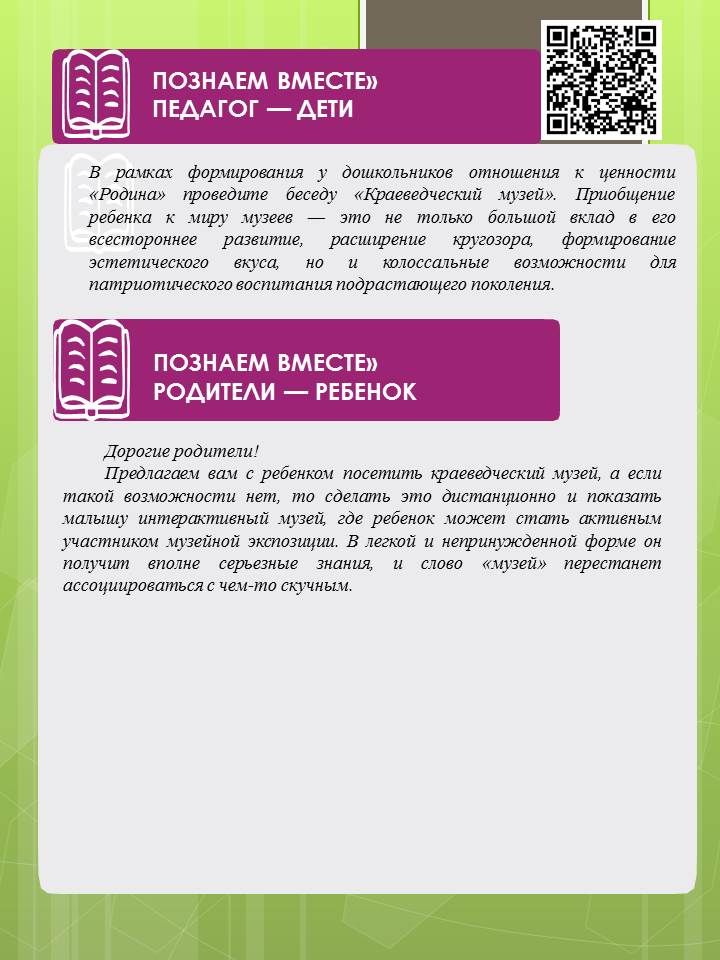 ПОЗНАЕМ ВМЕСТЕ»
ПЕДАГОГ — ДЕТИ
В рамках формирования у дошкольников отношения к ценности
«Родина» проведите беседу «Краеведческий музей». Приобщение
ребенка к миру музеев — это не только большой вклад в его
всестороннее развитие, расширение кругозора, формирование
эстетического вкуса, но и колоссальные возможности для
патриотического воспитания подрастающего поколения.
ПОЗНАЕМ ВМЕСТЕ»
РОДИТЕЛИ — РЕБЕНОК
Дорогие родители!
Предлагаем вам с ребенком посетить краеведческий музей, а если
такой возможности нет, то сделать это дистанционно и показать
малышу интерактивный музей, где ребенок может стать активным
участником музейной экспозиции. В легкой и непринужденной форме он
получит вполне серьезные знания, и слово «музей» перестанет
ассоциироваться с чем-то скучным.